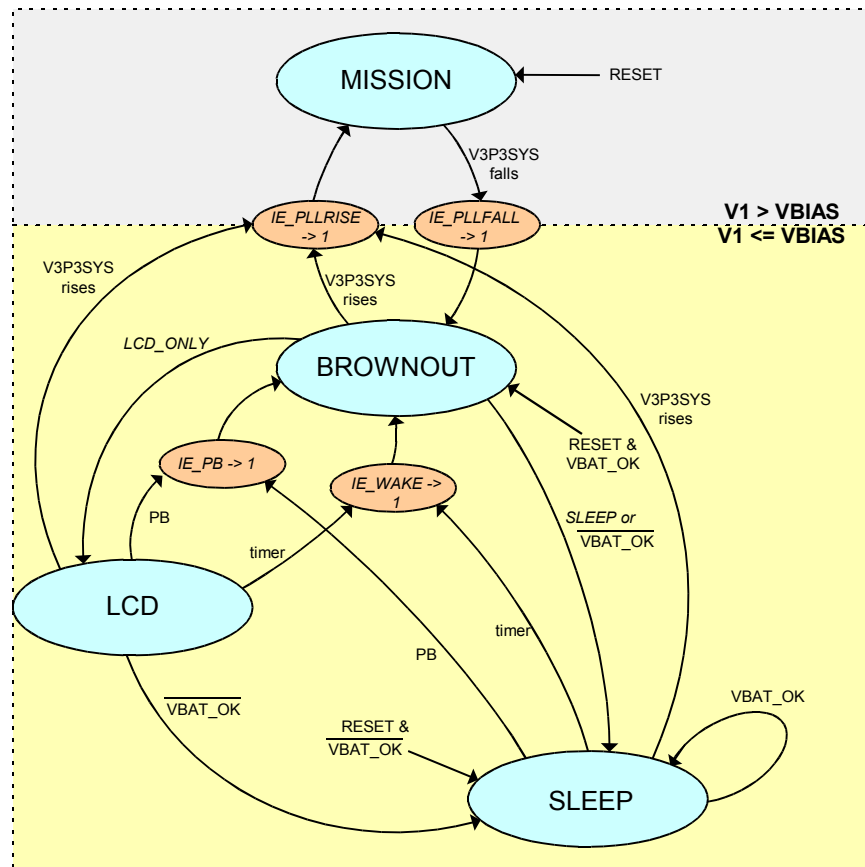 MISSION
RESET
V3P3SYS
falls
IE_PLLRISE
-> 1
IE_PLLFALL
-> 1
V1 > VBIAS
V1 <= VBIAS
V3P3SYS
rises
V3P3SYS
rises
LCD_ONLY
BROWNOUT
V3P3SYS
rises
RESET &
VBAT_OK
IE_PB -> 1
IE_WAKE ->
1
PB
timer
SLEEP or
VBAT_OK
LCD
timer
PB
VBAT_OK
RESET &
VBAT_OK
VBAT_OK
SLEEP